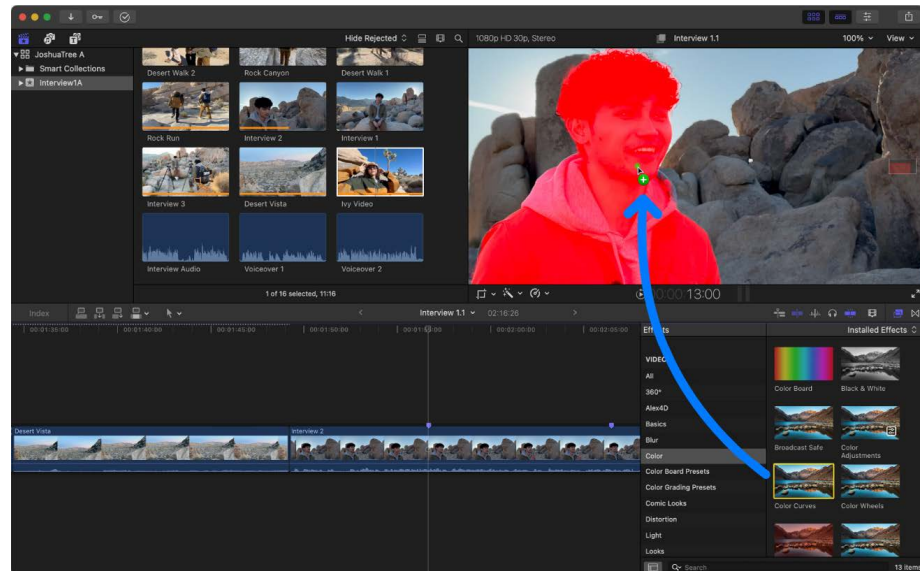 Hide Rejected
1080p HD 30p, Stereo
Interview 1.1
100%
View
JoshuaTree A
Smart Collections
Interview1A
Desert Walk 2
Rock Canyon
Desert Walk 1
Rock Run
Interview 2
Interview 1
Interview 3
Desert Vista
Ivy Video
Interview Audio
Voiceover 1
Voiceover 2
1 of 16 selected, 11:16
00:00:13:00
Index
Interview 1.1
02:16:26
00:01:35:00
00:01:40:00
00:01:45:00
00:01:50:00
00:02:00:00
00:02:05:00
Effects
Installed Effects
VIDEO
All
360°
Alex4D
Basics
Blur
Color
Color Board Presets
Color Grading Presets
Comic Looks
Distortion
Light
Looks
Color Board
Black & White
Broadcast Safe
Color Adjustments
Color Curves
Color Wheels
Desert Vista
Interview 2
Search
13 items